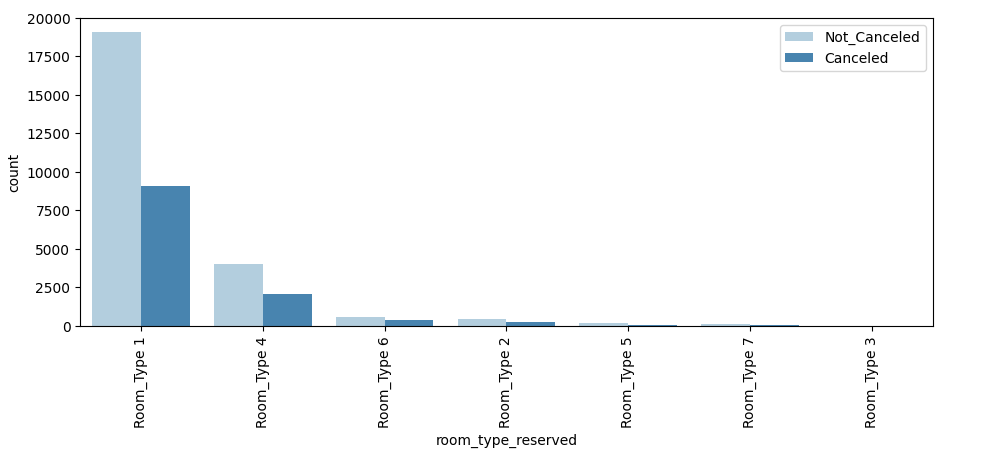 20000
17500
15000
12500
10000
7500
5000
2500
0
count
Not_Canceled
Canceled
Room_Type 1
Room_Type 4
Room_Type 6
Room_Type 2
Room_Type 5
Room_Type 7
Room_Type 3
room_type_reserved